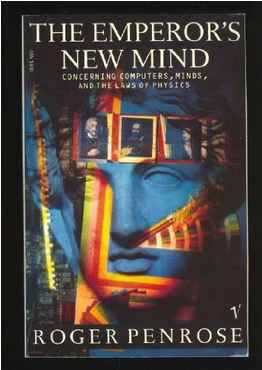 THE EMPEROR'S
NEW MIND
CONCERNING COMPUTERS, MINDS,
AND THE LAWS OF PHYSICS
V
ROGER PENROSE